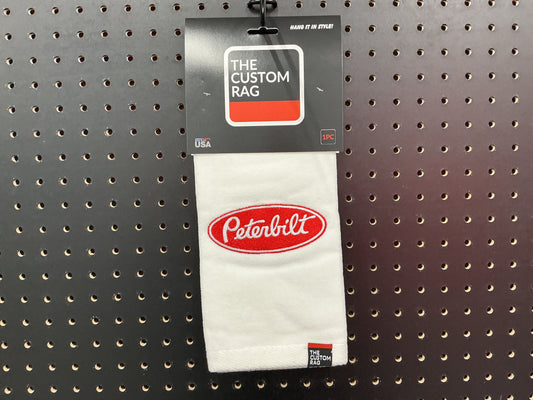 HANG IT IN STYLE!
THE
CUSTOM
RAG
USA
1PC
Peterbilt
THE
CUSTOM
RAG